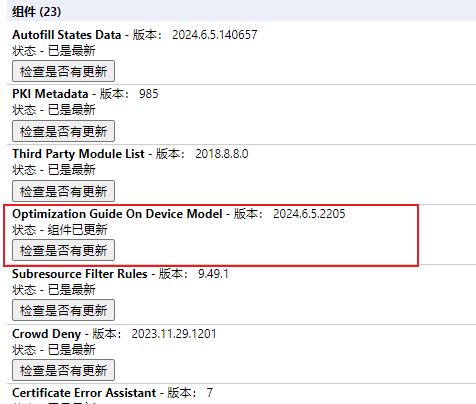 组件 (23)
Autofill States Data - 版本： 2024.6.5.140657
状态 - 已是最新
检查是否有更新
PKI Metadata - 版本： 985
状态 - 已是最新
检查是否有更新
Third Party Module List - 版本： 2018.8.8.0
状态 - 已是最新
检查是否有更新
Optimization Guide On Device Model - 版本： 2024.6.5.2205
状态 - 组件已更新
检查是否有更新
Subresource Filter Rules - 版本： 9.49.1
状态 - 已是最新
检查是否有更新
Crowd Deny - 版本： 2023.11.29.1201
状态 - 已是最新
检查是否有更新
Certificate Error Assistant - 版本： 7